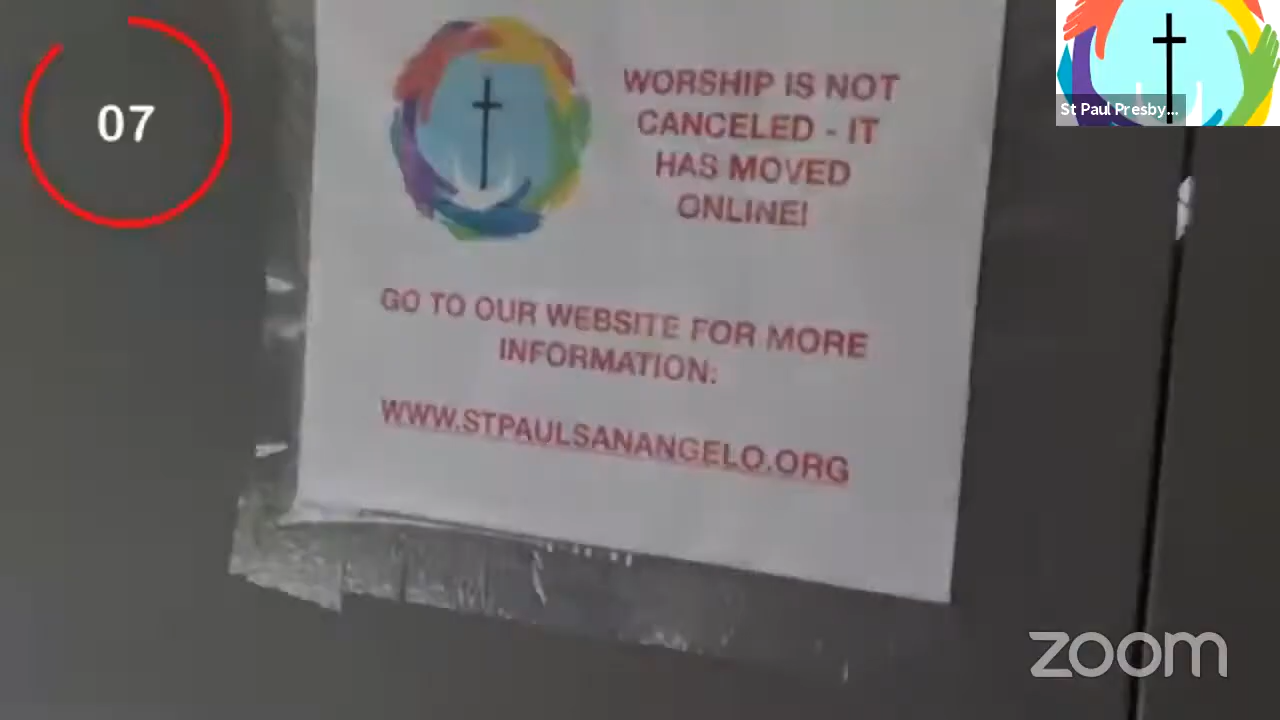 07
WORSHIP IS NOT
CANCELED - IT
HAS MOVED
ONLINE!
GO TO OUR WEBSITE FOR MORE
INFORMATION:
WWW.STPAULSANANGELO.ORG
St Paul Presby...
zoom